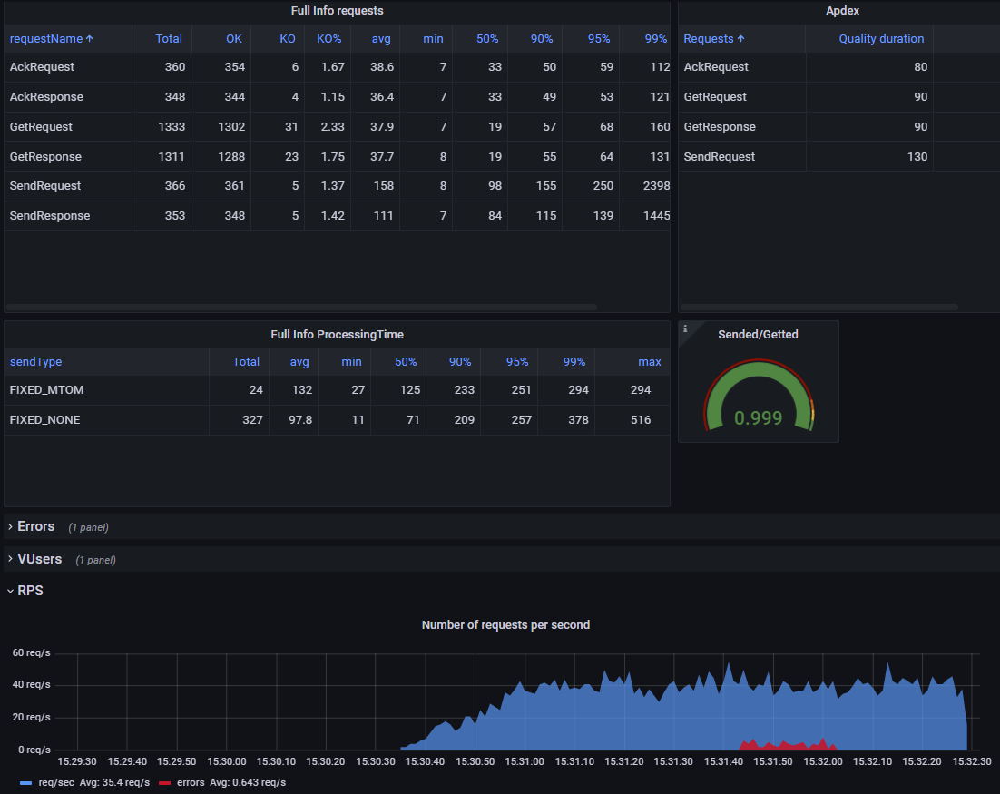 Full Info requests
requestName Total OK KO KO% avg min 50% 90% 95% 99%
AckRequest 360 354 6 1.67 38.6 7 33 50 59 112
AckResponse 348 344 4 1.15 36.4 7 33 49 53 121
GetRequest 1333 1302 31 2.33 37.9 7 19 57 68 160
GetResponse 1311 1288 23 1.75 37.7 8 19 55 64 131
SendRequest 366 361 5 1.37 158 8 98 155 250 2398
SendResponse 353 348 5 1.42 111 7 84 115 139 1445
Apdex
Requests Quality duration
AckRequest 80
GetRequest 90
GetResponse 90
SendRequest 130
Full Info ProcessingTime
sendType Total avg min 50% 90% 95% 99% max
FIXED_MTOM 24 132 27 125 233 251 294 294
FIXED_NONE 327 97.8 11 71 209 257 378 516
Sended/Getted
0.999
Errors (1 panel)
VUsers (1 panel)
RPS
Number of requests per second
60 req/s
40 req/s
20 req/s
0 req/s
15:29:30 15:29:40 15:29:50 15:30:00 15:30:10 15:30:20 15:30:30 15:30:40 15:30:50 15:31:00 15:31:10 15:31:20 15:31:30 15:31:40 15:31:50 15:32:00 15:32:10 15:32:20 15:32:30
req/sec Avg: 35.4 req/s errors Avg: 0.643 req/s